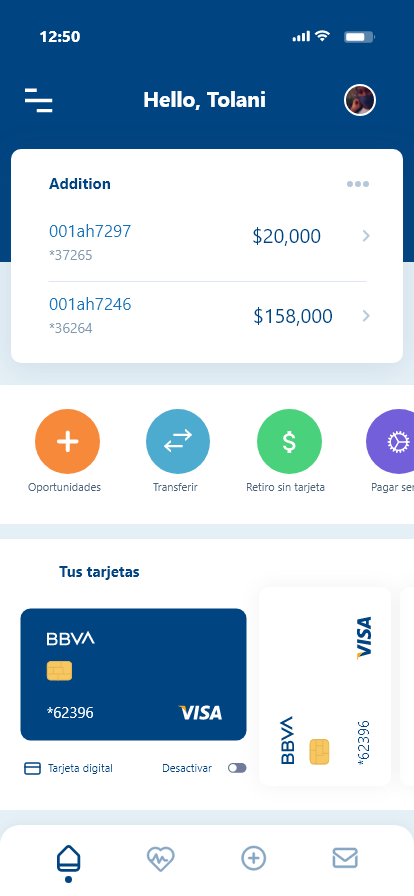 12:50
Hello, Tolani
Addition
001ah7297
$20,000
*37265
001ah7246
$158,000
*36264
Oportunidades
Transferir
Retiro sin tarjeta
Pagar ser
Tus tarjetas
BBVA
*62396
VISA
Tarjeta digital
Desactivar
BBVA
VISA
*62396